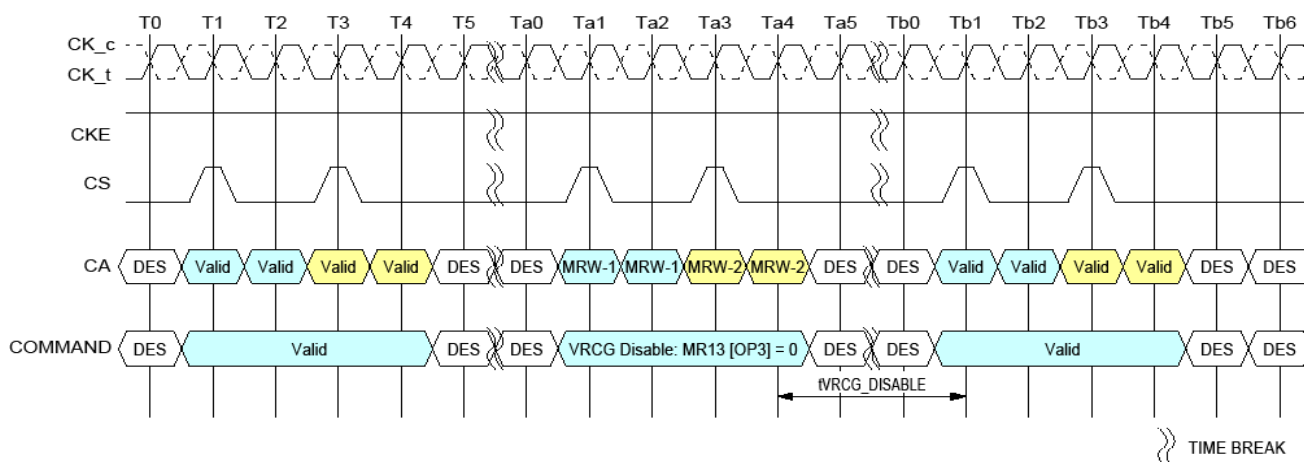 T0 T1 T2 T3 T4 T5 Ta0 Ta1 Ta2 Ta3 Ta4 Ta5 Tb0 Tb1 Tb2 Tb3 Tb4 Tb5 Tb6
CK_c
CK_t
CKE
CS
CA DES Valid Valid Valid Valid DES DES MRW-1 MRW-1 MRW-2 MRW-2 DES DES Valid Valid Valid Valid DES DES
COMMAND DES Valid DES DES VRCG Disable: MR13 [OP3] = 0 DES DES Valid DES DES
tVRCG_DISABLE
TIME BREAK